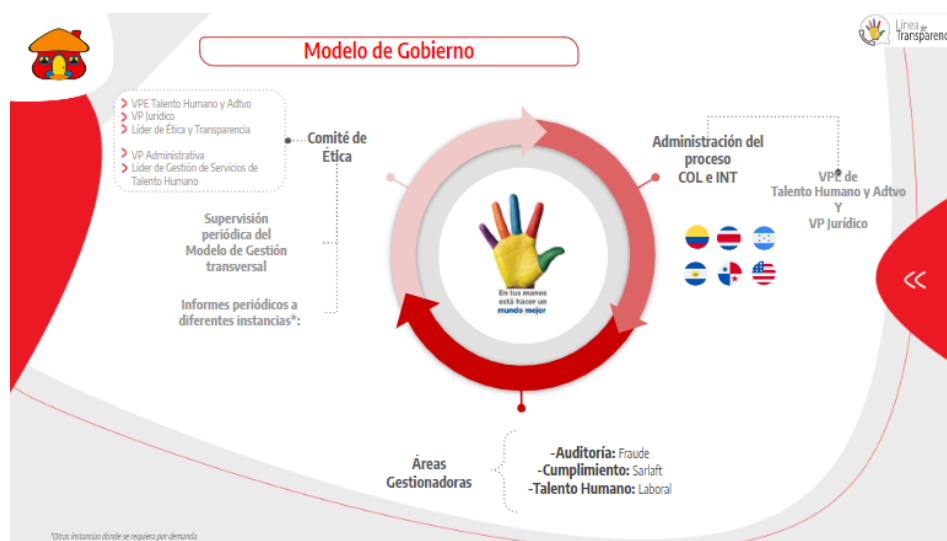 Modelo de Gobierno
Línea de
Transparenc
VPE Talento Humano y Adtvo
VP Jurídico
Líder de Ética y Transparencia
VP Administrativa
Líder de Gestión de Servicios de
Talento Humano
Comité de
Ética
Supervisión
periódica del
Modelo de Gestión
transversal
Informes periódicos a
diferentes instancias*:
En tus manos
está hacer un
mundo mejor
Administración del
proceso
COL e INT
VPE de
Talento Humano y Adtvo
Y
VP Jurídico
Áreas
Gestionadoras
-Auditoría: Fraude
-Cumplimiento: Sarlaft
-Talento Humano: Laboral
*Otras instancias donde se requiera por demanda